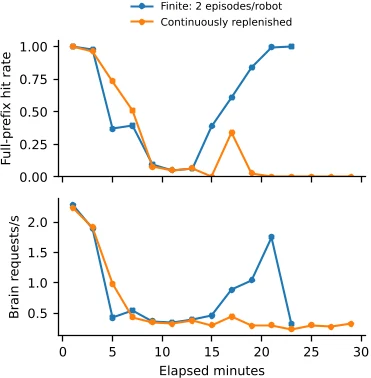 Finite: 2 episodes/robot
Continuously replenished
1.00
0.75
0.50
0.25
0.00
Full-prefix hit rate
2.0
1.5
1.0
0.5
Brain requests/s
0 5 10 15 20 25 30
Elapsed minutes